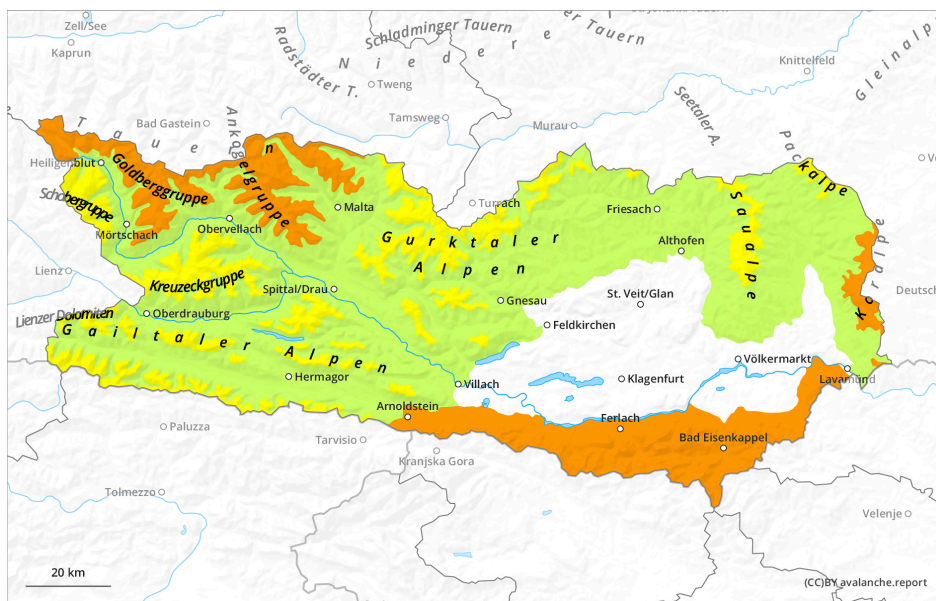 Zell/See
Kaprun
Schladminger Tauern
Niedere Tauern
Radstädter T.
Tweng
Knittelfeld
Gleinalpe
Tauern
Bad Gastein
Ankogelgruppe
Tamsweg
Murau
Seetaler A.
Packalpe
Heiligenblut
Goldberggruppe
Schobergruppe
Malta
Turrach
Friesach
Saualpe
Mörtschach
Obervellach
Gurktaler
Alpen
Althofen
Koralpe
Lienz
Kreuzeckgruppe
Spittal/Drau
Gnesau
St. Veit/Glan
Deutsch
Lienzer Dolomiten
Oberdrauburg
Feldkirchen
Gailtaler Alpen
Hermagor
Villach
Klagenfurt
Völkermarkt
Lavamünd
Arnoldstein
Ferlach
Bad Eisenkappel
Paluzza
Tarvisio
Kranjska Gora
Tolmezzo
Velenje
20 km
(CC)BY avalanche.report